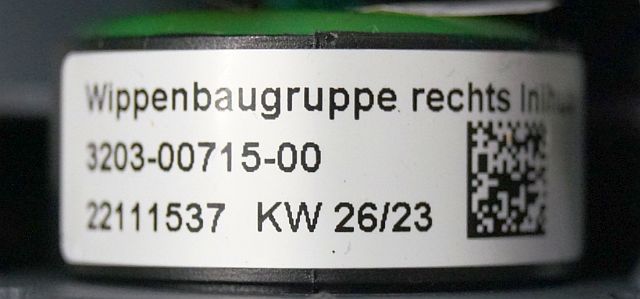 Wippenbaugruppe rechts
3203-00715-00
22111537 KW 26/23